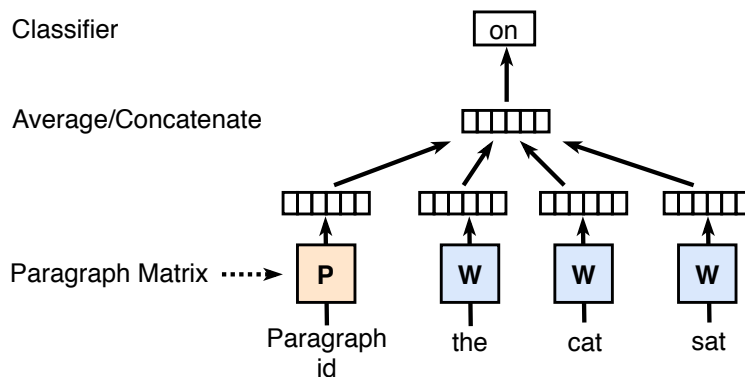 Classifier
on
Average/Concatenate
Paragraph Matrix
P
W
W
W
Paragraph
id
the
cat
sat